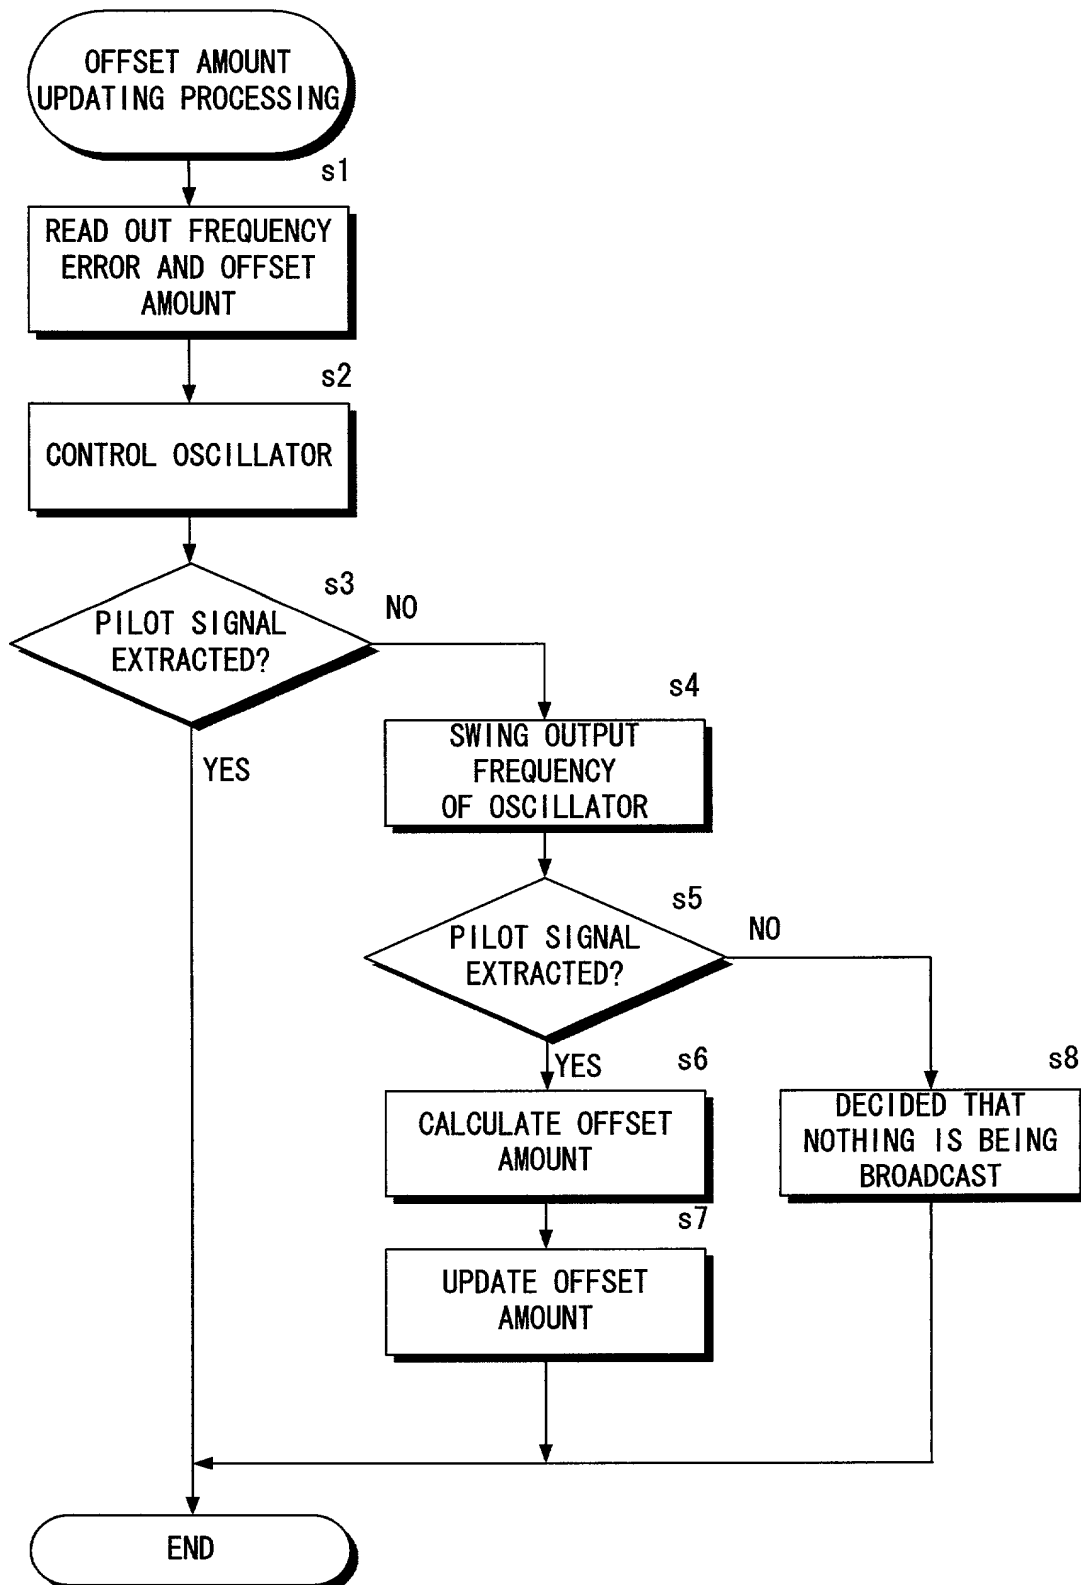 OFFSET AMOUNT
UPDATING PROCESSING
s1
READ OUT FREQUENCY
ERROR AND OFFSET
AMOUNT
s2
CONTROL OSCILLATOR
s3
PILOT SIGNAL
EXTRACTED?
NO
YES
s4
SWING OUTPUT
FREQUENCY
OF OSCILLATOR
s5
PILOT SIGNAL
EXTRACTED?
NO
YES
s6
CALCULATE OFFSET
AMOUNT
s8
DECIDED THAT
NOTHING IS BEING
BROADCAST
s7
UPDATE OFFSET
AMOUNT
END